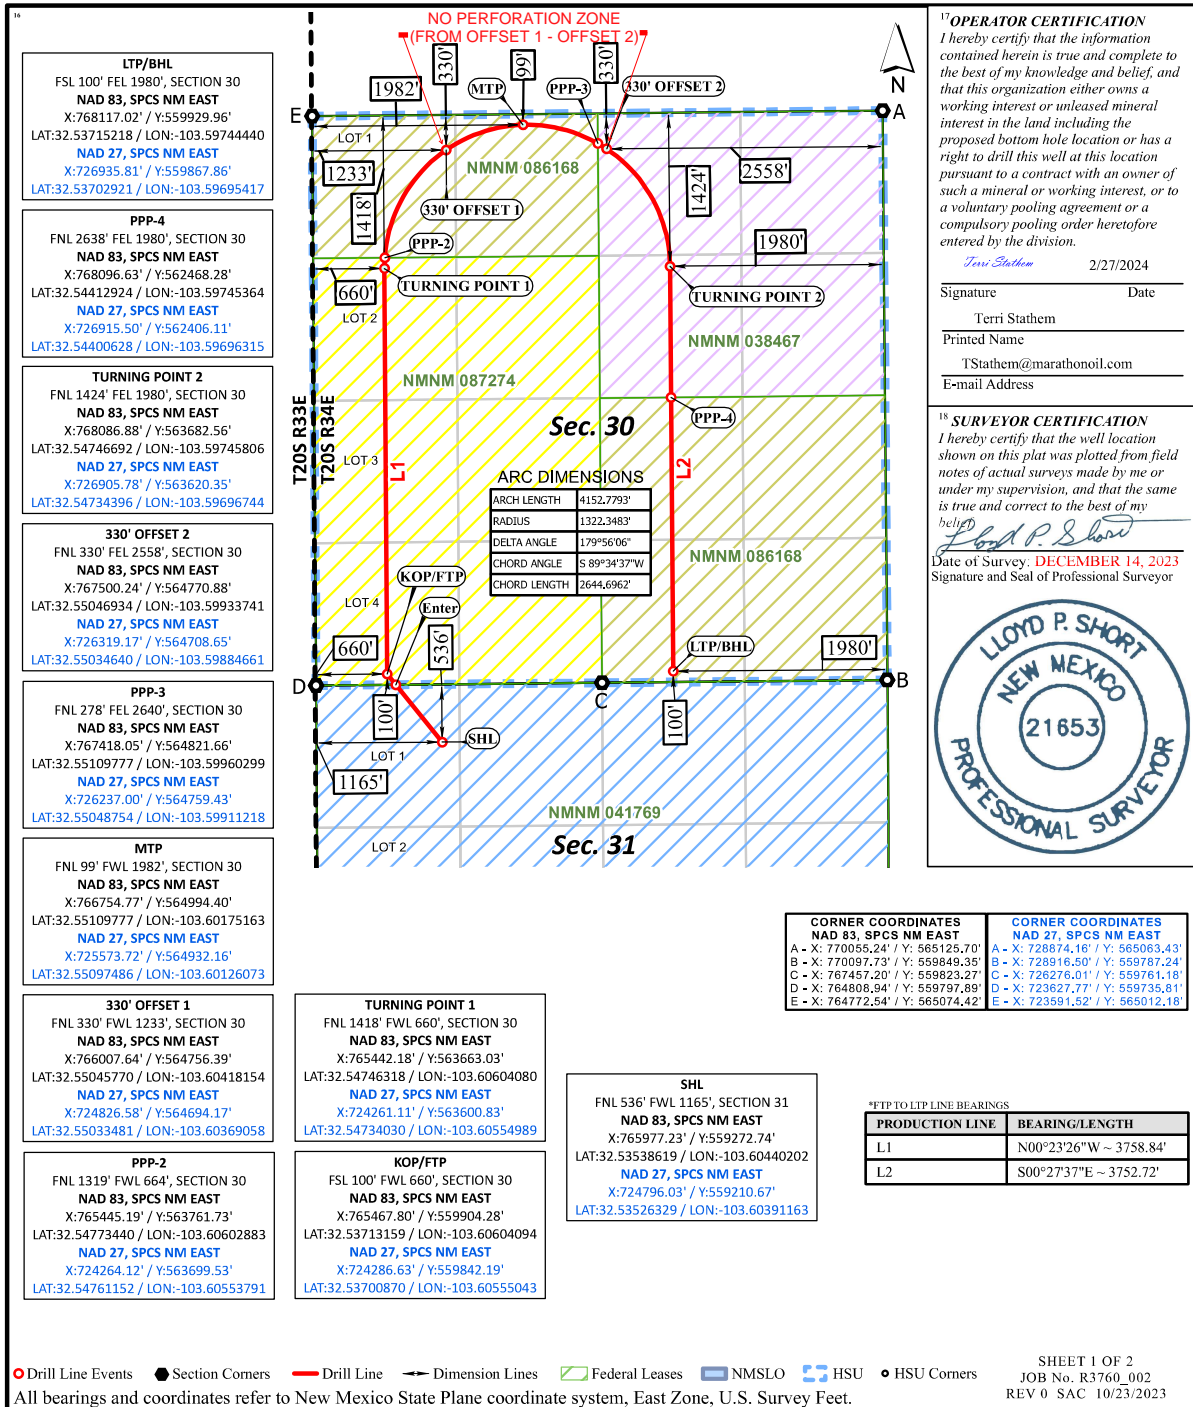 16
NO PERFORATION ZONE
(FROM OFFSET 1 - OFFSET 2)
330'
99'
330'
1982'
MTP
PPP-3
330' OFFSET 2
N
E
A
LOT 1
1233'
NMNM 086168
2558'
1418'
330' OFFSET 1
1424'
PPP-2
1980'
660'
TURNING POINT 1
TURNING POINT 2
LOT 2
NMNM 038467
NMNM 087274
PPP-4
T20S R33E
T20S R34E
Sec. 30
LOT 3
L1
L2
ARC DIMENSIONS
ARCH LENGTH 4152.7793'
RADIUS 1322.3483'
DELTA ANGLE 179°56'06"
CHORD ANGLE S 89°34'37"W
CHORD LENGTH 2644.6962'
NMNM 086168
KOP/FTP
LOT 4
Enter
536'
660'
LTP/BHL
1980'
D
C
B
100'
100'
SHL
LOT 1
1165'
NMNM 041769
LOT 2
Sec. 31
LTP/BHL
FSL 100' FEL 1980', SECTION 30
NAD 83, SPCS NM EAST
X:768117.02' / Y:559929.96'
LAT:32.53715218 / LON:-103.59744440
NAD 27, SPCS NM EAST
X:726935.81' / Y:559867.86'
LAT:32.53702921 / LON:-103.59695417
PPP-4
FNL 2638' FEL 1980', SECTION 30
NAD 83, SPCS NM EAST
X:768096.63' / Y:562468.28'
LAT:32.54412924 / LON:-103.59745364
NAD 27, SPCS NM EAST
X:726915.50' / Y:562406.11'
LAT:32.54400628 / LON:-103.59696315
TURNING POINT 2
FNL 1424' FEL 1980', SECTION 30
NAD 83, SPCS NM EAST
X:768086.88' / Y:563682.56'
LAT:32.54746692 / LON:-103.59745806
NAD 27, SPCS NM EAST
X:726905.78' / Y:563620.35'
LAT:32.54734396 / LON:-103.59696744
330' OFFSET 2
FNL 330' FEL 2558', SECTION 30
NAD 83, SPCS NM EAST
X:767500.24' / Y:564770.88'
LAT:32.55046934 / LON:-103.59933741
NAD 27, SPCS NM EAST
X:726319.17' / Y:564708.65'
LAT:32.55034640 / LON:-103.59884661
PPP-3
FNL 278' FEL 2640', SECTION 30
NAD 83, SPCS NM EAST
X:767418.05' / Y:564821.66'
LAT:32.55109777 / LON:-103.59960299
NAD 27, SPCS NM EAST
X:726237.00' / Y:564759.43'
LAT:32.55048754 / LON:-103.59911218
MTP
FNL 99' FWL 1982', SECTION 30
NAD 83, SPCS NM EAST
X:766754.77' / Y:564994.40'
LAT:32.55109777 / LON:-103.60175163
NAD 27, SPCS NM EAST
X:725573.72' / Y:564932.16'
LAT:32.55097486 / LON:-103.60126073
330' OFFSET 1
FNL 330' FWL 1233', SECTION 30
NAD 83, SPCS NM EAST
X:766007.64' / Y:564756.39'
LAT:32.55045770 / LON:-103.60418154
NAD 27, SPCS NM EAST
X:724826.58' / Y:564694.17'
LAT:32.55033481 / LON:-103.60369058
PPP-2
FNL 1319' FWL 664', SECTION 30
NAD 83, SPCS NM EAST
X:765445.19' / Y:563761.73'
LAT:32.54773440 / LON:-103.60602883
NAD 27, SPCS NM EAST
X:724264.12' / Y:563699.53'
LAT:32.54761152 / LON:-103.60553791
TURNING POINT 1
FNL 1418' FWL 660', SECTION 30
NAD 83, SPCS NM EAST
X:765442.18' / Y:563663.03'
LAT:32.54746318 / LON:-103.60604080
NAD 27, SPCS NM EAST
X:724261.11' / Y:563600.83'
LAT:32.54734030 / LON:-103.60554989
KOP/FTP
FSL 100' FWL 660', SECTION 30
NAD 83, SPCS NM EAST
X:765467.80' / Y:559904.28'
LAT:32.53713159 / LON:-103.60604094
NAD 27, SPCS NM EAST
X:724286.63' / Y:559842.19'
LAT:32.53700870 / LON:-103.60555043
SHL
FNL 536' FWL 1165', SECTION 31
NAD 83, SPCS NM EAST
X:765977.23' / Y:559272.74'
LAT:32.53538619 / LON:-103.60440202
NAD 27, SPCS NM EAST
X:724796.03' / Y:559210.67'
LAT:32.53526329 / LON:-103.60391163
17 OPERATOR CERTIFICATION
I hereby certify that the information
contained herein is true and complete to
the best of my knowledge and belief, and
that this organization either owns a
working interest or unleased mineral
interest in the land including the
proposed bottom hole location or has a
right to drill this well at this location
pursuant to a contract with an owner of
such a mineral or working interest, or to
a voluntary pooling agreement or a
compulsory pooling order heretofore
entered by the division.
Terri Stathem 2/27/2024
Signature Date
Terri Stathem
Printed Name
TStathem@marathonoil.com
E-mail Address
18 SURVEYOR CERTIFICATION
I hereby certify that the well location
shown on this plat was plotted from field
notes of actual surveys made by me or
under my supervision, and that the same
is true and correct to the best of my
belief.
Lloyd P. Short
Date of Survey: DECEMBER 14, 2023
Signature and Seal of Professional Surveyor
LLOYD P. SHORT
NEW MEXICO
21653
PROFESSIONAL SURVEYOR
CORNER COORDINATES
NAD 83, SPCS NM EAST
A - X: 770055.24' / Y: 565125.70'
B - X: 770097.73' / Y: 559849.35'
C - X: 767457.20' / Y: 559823.27'
D - X: 764808.94' / Y: 559797.89'
E - X: 764772.54' / Y: 565074.42'
CORNER COORDINATES
NAD 27, SPCS NM EAST
A - X: 728874.16' / Y: 565063.43'
B - X: 728916.50' / Y: 559787.24'
C - X: 726276.01' / Y: 559761.18'
D - X: 723627.77' / Y: 559735.81'
E - X: 723591.52' / Y: 565012.18'
*FTP TO LTP LINE BEARINGS
PRODUCTION LINE BEARING/LENGTH
L1 N00°23'26"W ~ 3758.84'
L2 S00°27'37"E ~ 3752.72'
Drill Line Events Section Corners Drill Line Dimension Lines Federal Leases NMSLO HSU HSU Corners
All bearings and coordinates refer to New Mexico State Plane coordinate system, East Zone, U.S. Survey Feet.
SHEET 1 OF 2
JOB No. R3760_002
REV 0 SAC 10/23/2023